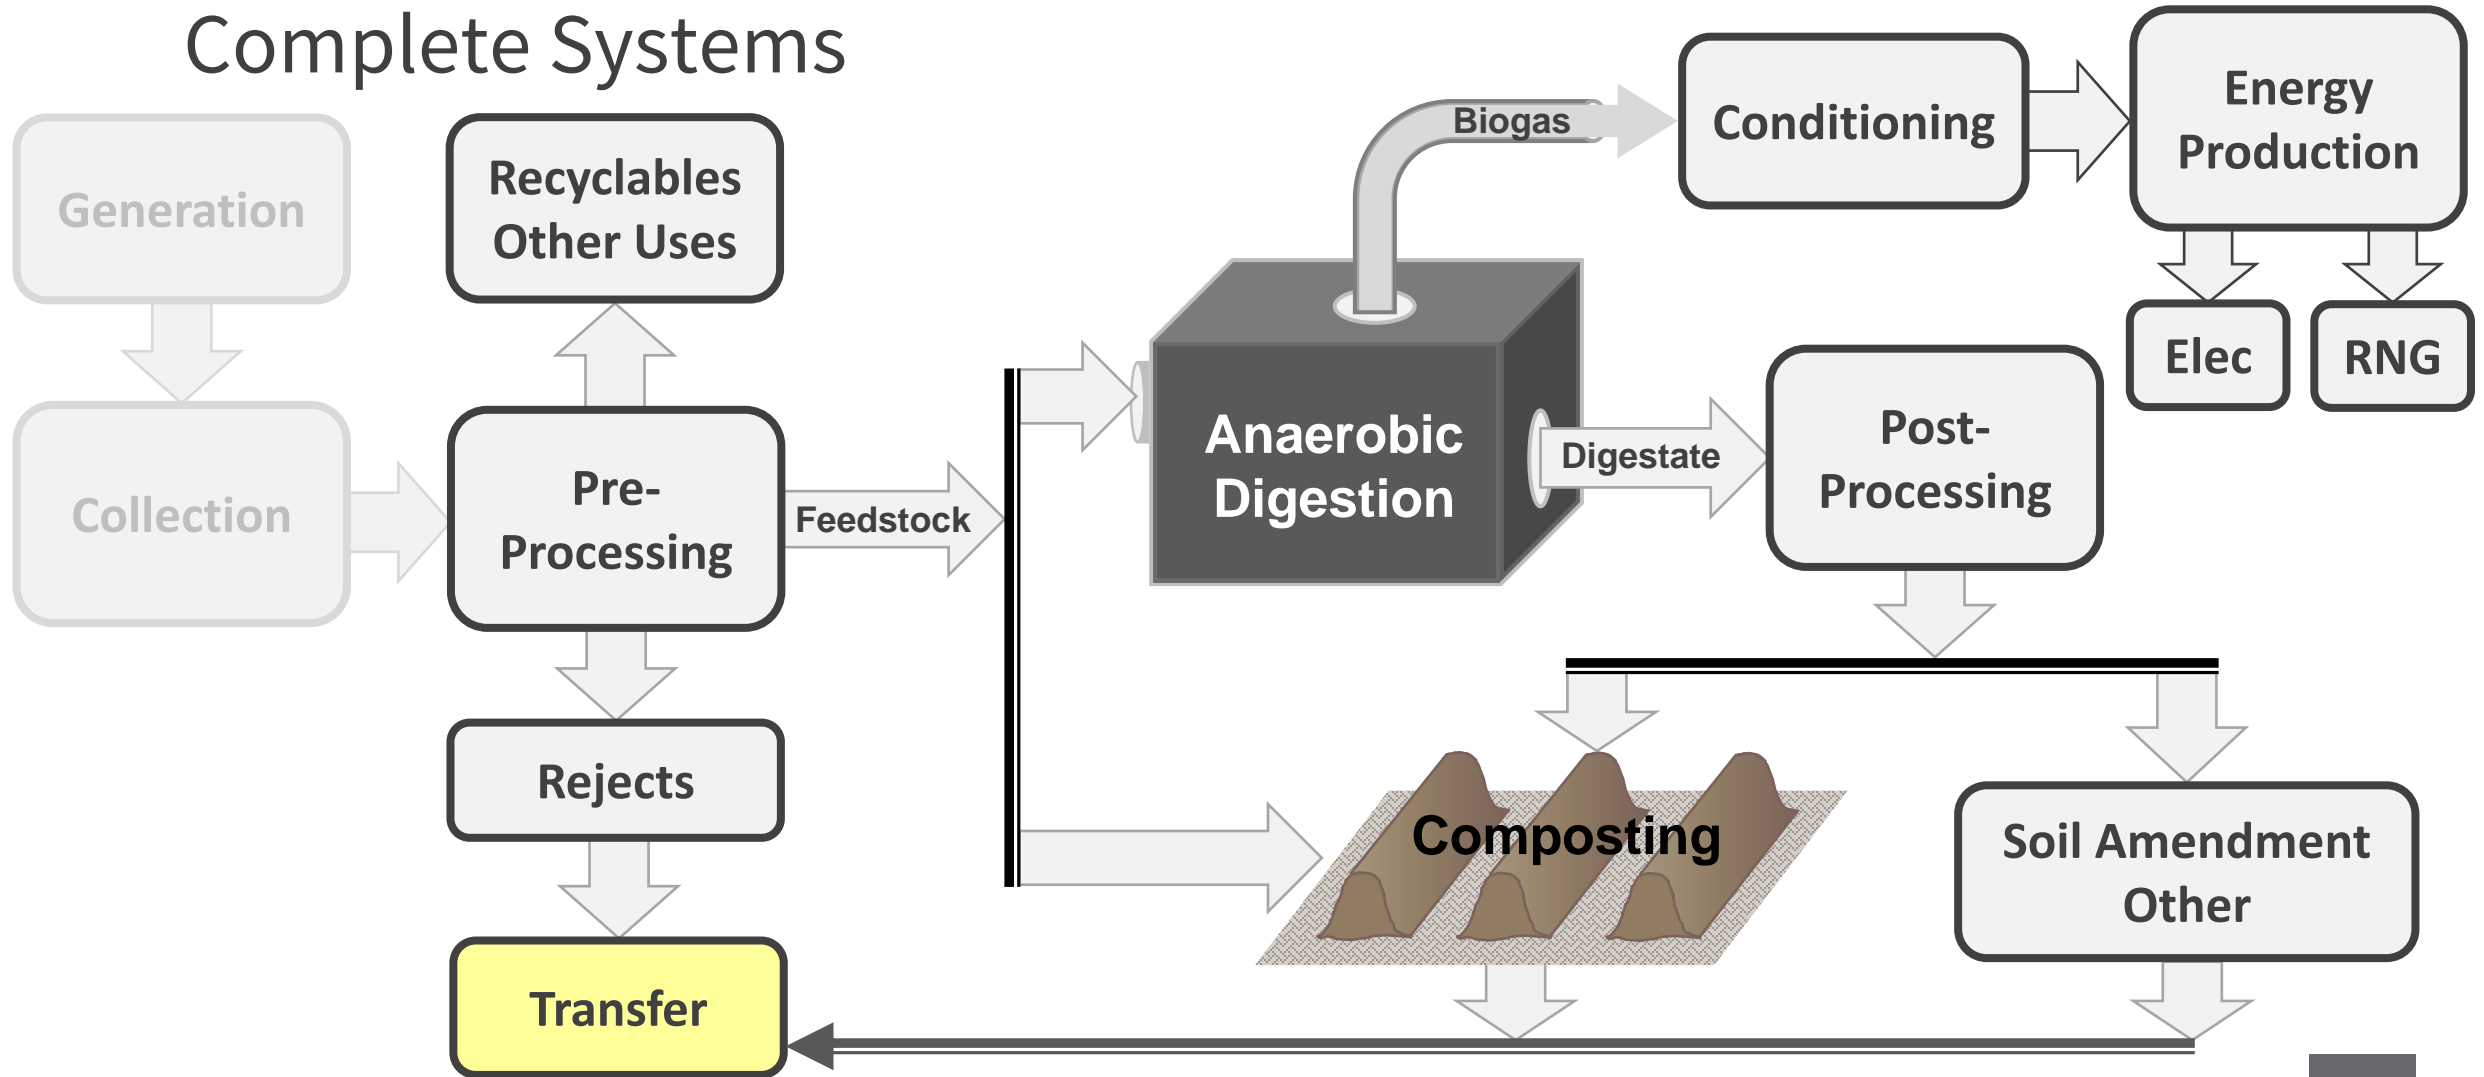 Complete Systems
Generation
Collection
Recyclables
Other Uses
Pre-
Processing
Rejects
Transfer
Feedstock
Anaerobic
Digestion
Biogas
Conditioning
Energy
Production
Elec
RNG
Digestate
Post-
Processing
Composting
Soil Amendment
Other